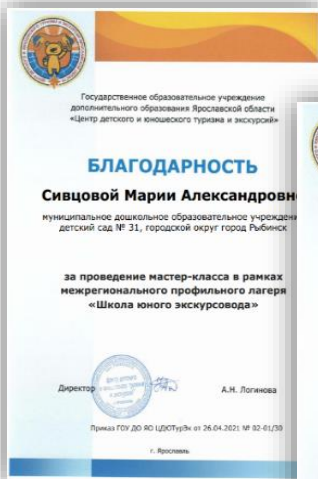 Государственное образовательное учреждение
дополнительного образования Ярославской области
«Центр детского и юношеского туризма и экскурсий»
БЛАГОДАРНОСТЬ
Сивцовой Марии Александровн
муниципальное дошкольное образовательное учреждени
детский сад № 31, городской округ город Рыбинск
за проведение мастер-класса в рамках
межрегионального профильного лагеря
«Школа юного экскурсовода»
Директор
А.Н. Логинова
Приказ ГОУ ДО ЯО ЦДЮТурЭк от 26.04.2021 № 02-01/30
г. Ярославль